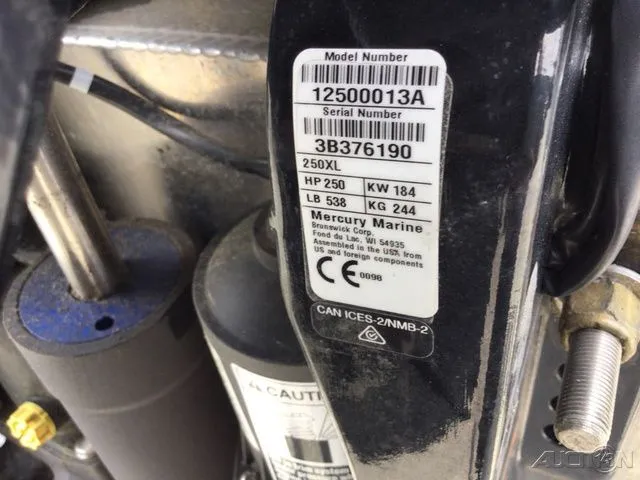 Model Number
12500013A
Serial Number
3B376190
250XL
HP 250 KW 184
LB 538 KG 244
Mercury Marine
Brunswick Corp.
Fond du Lac, WI 54935
Assembled in the USA from
US and foreign components
CE 0098
CAN ICES-2/NMB-2
CAUTI
system
AUCTION